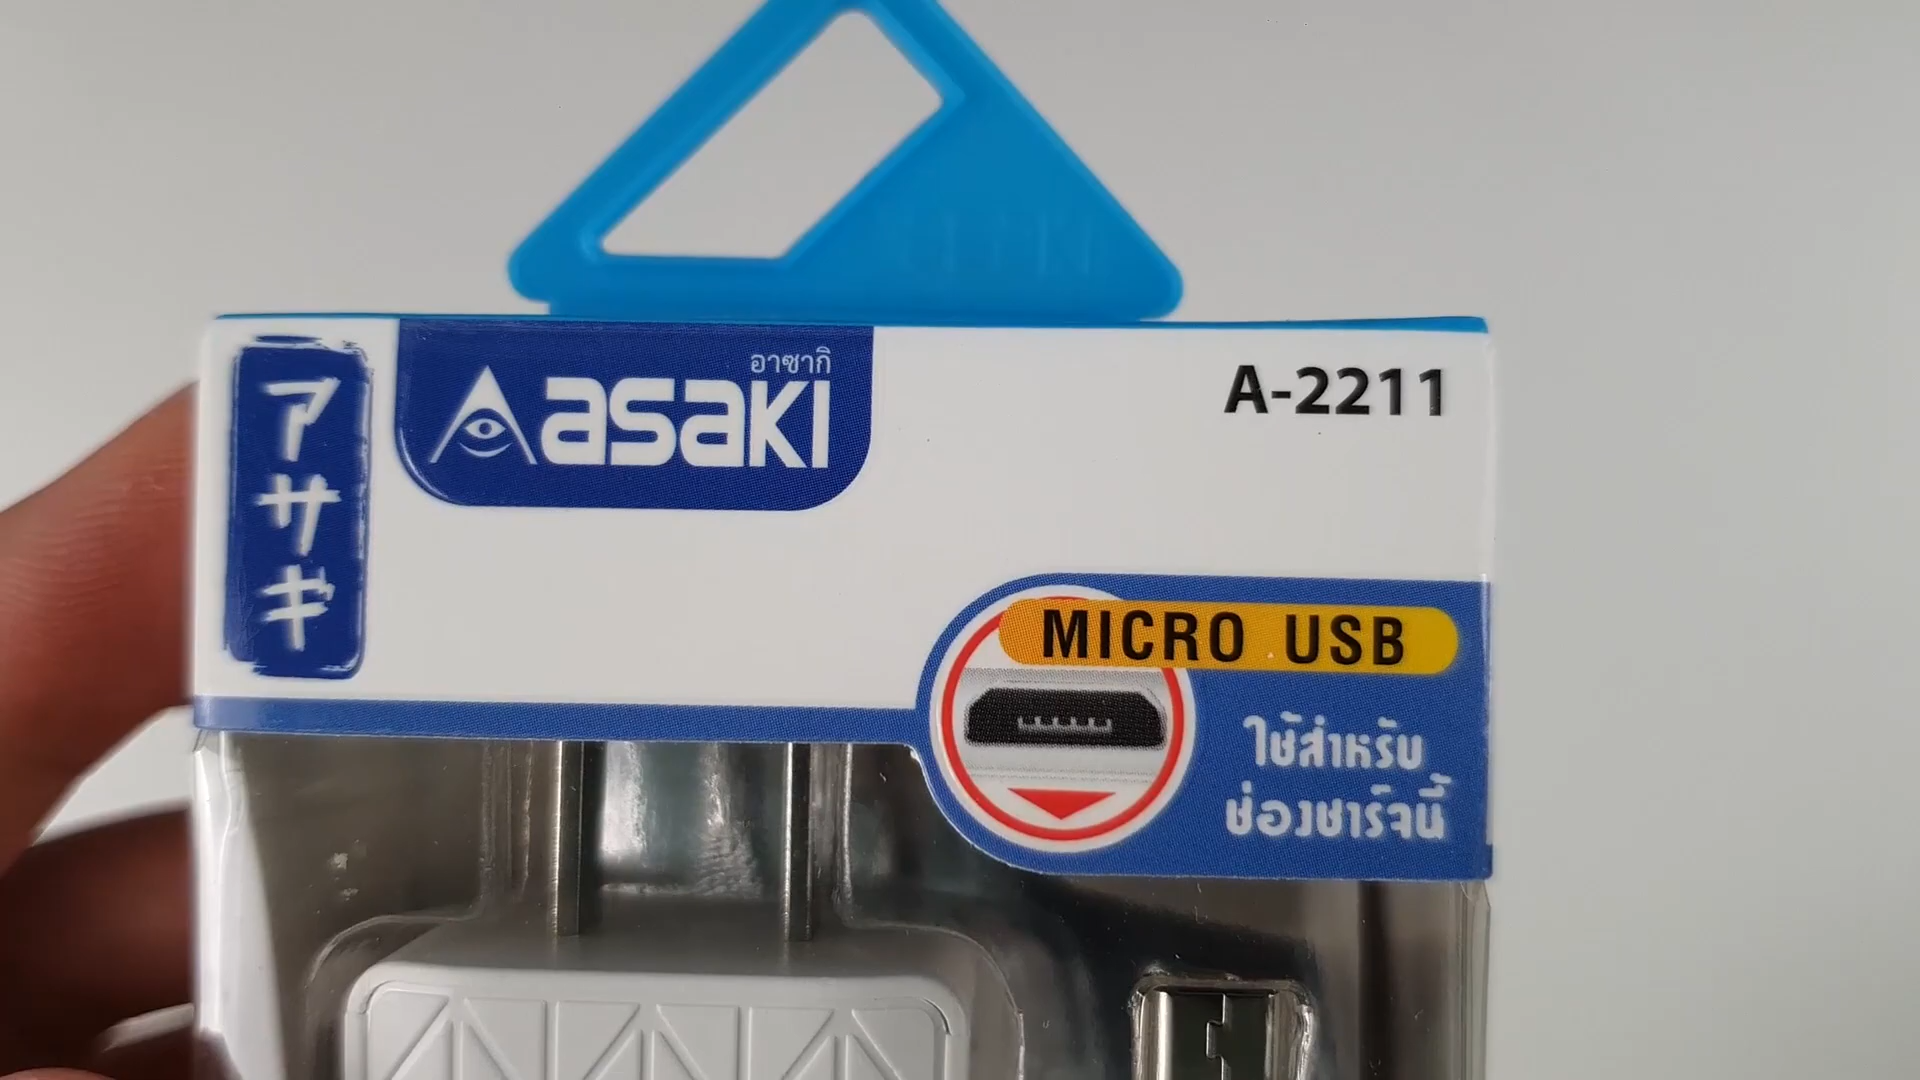 アサギ
อาซากิ
asaki
A-2211
MICRO USB
ใช้สำหรับ
ช่องชาร์จนี้